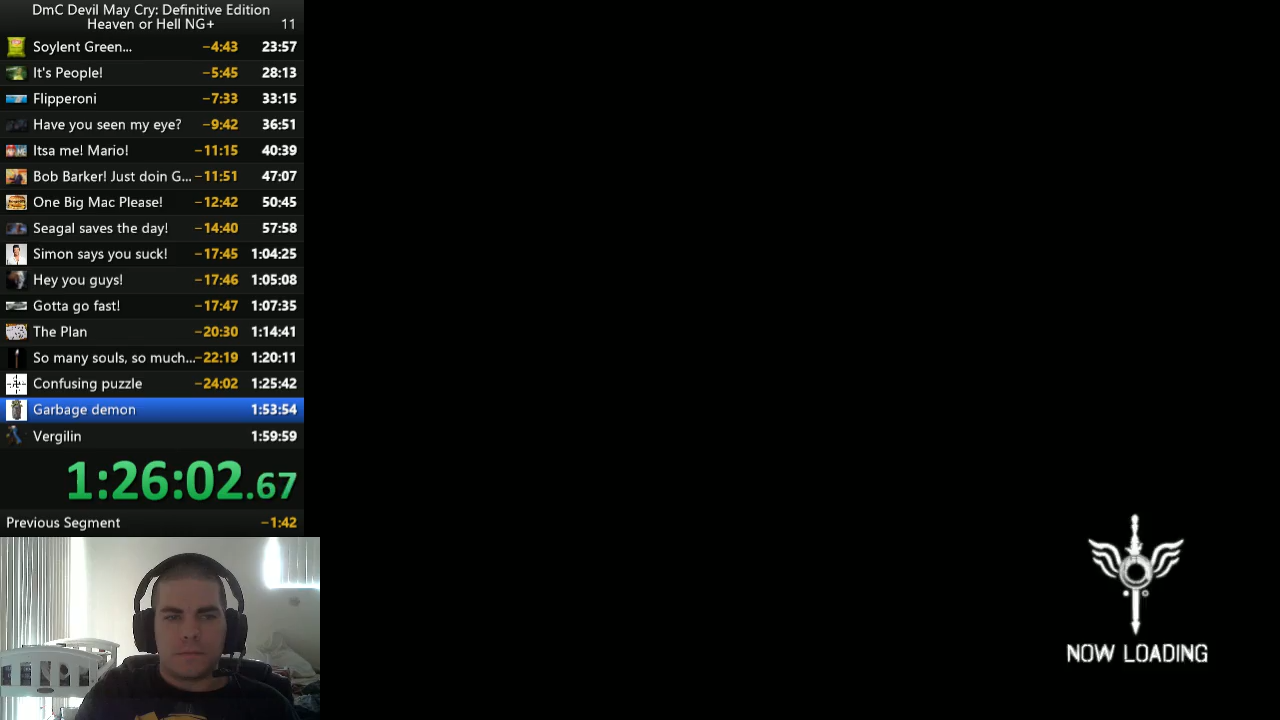 DmC Devil May Cry: Definitive Edition
Heaven or Hell NG+ 11
Soylent Green... −4:43 23:57
It's People! −5:45 28:13
Flipperoni −7:33 33:15
Have you seen my eye? −9:42 36:51
Itsa me! Mario! −11:15 40:39
Bob Barker! Just doin G... −11:51 47:07
One Big Mac Please! −12:42 50:45
Seagal saves the day! −14:40 57:58
Simon says you suck! −17:45 1:04:25
Hey you guys! −17:46 1:05:08
Gotta go fast! −17:47 1:07:35
The Plan −20:30 1:14:41
So many souls, so much... −22:19 1:20:11
Confusing puzzle −24:02 1:25:42
Garbage demon 1:53:54
Vergilin 1:59:59
1:26:02.67
Previous Segment −1:42
NOW LOADING